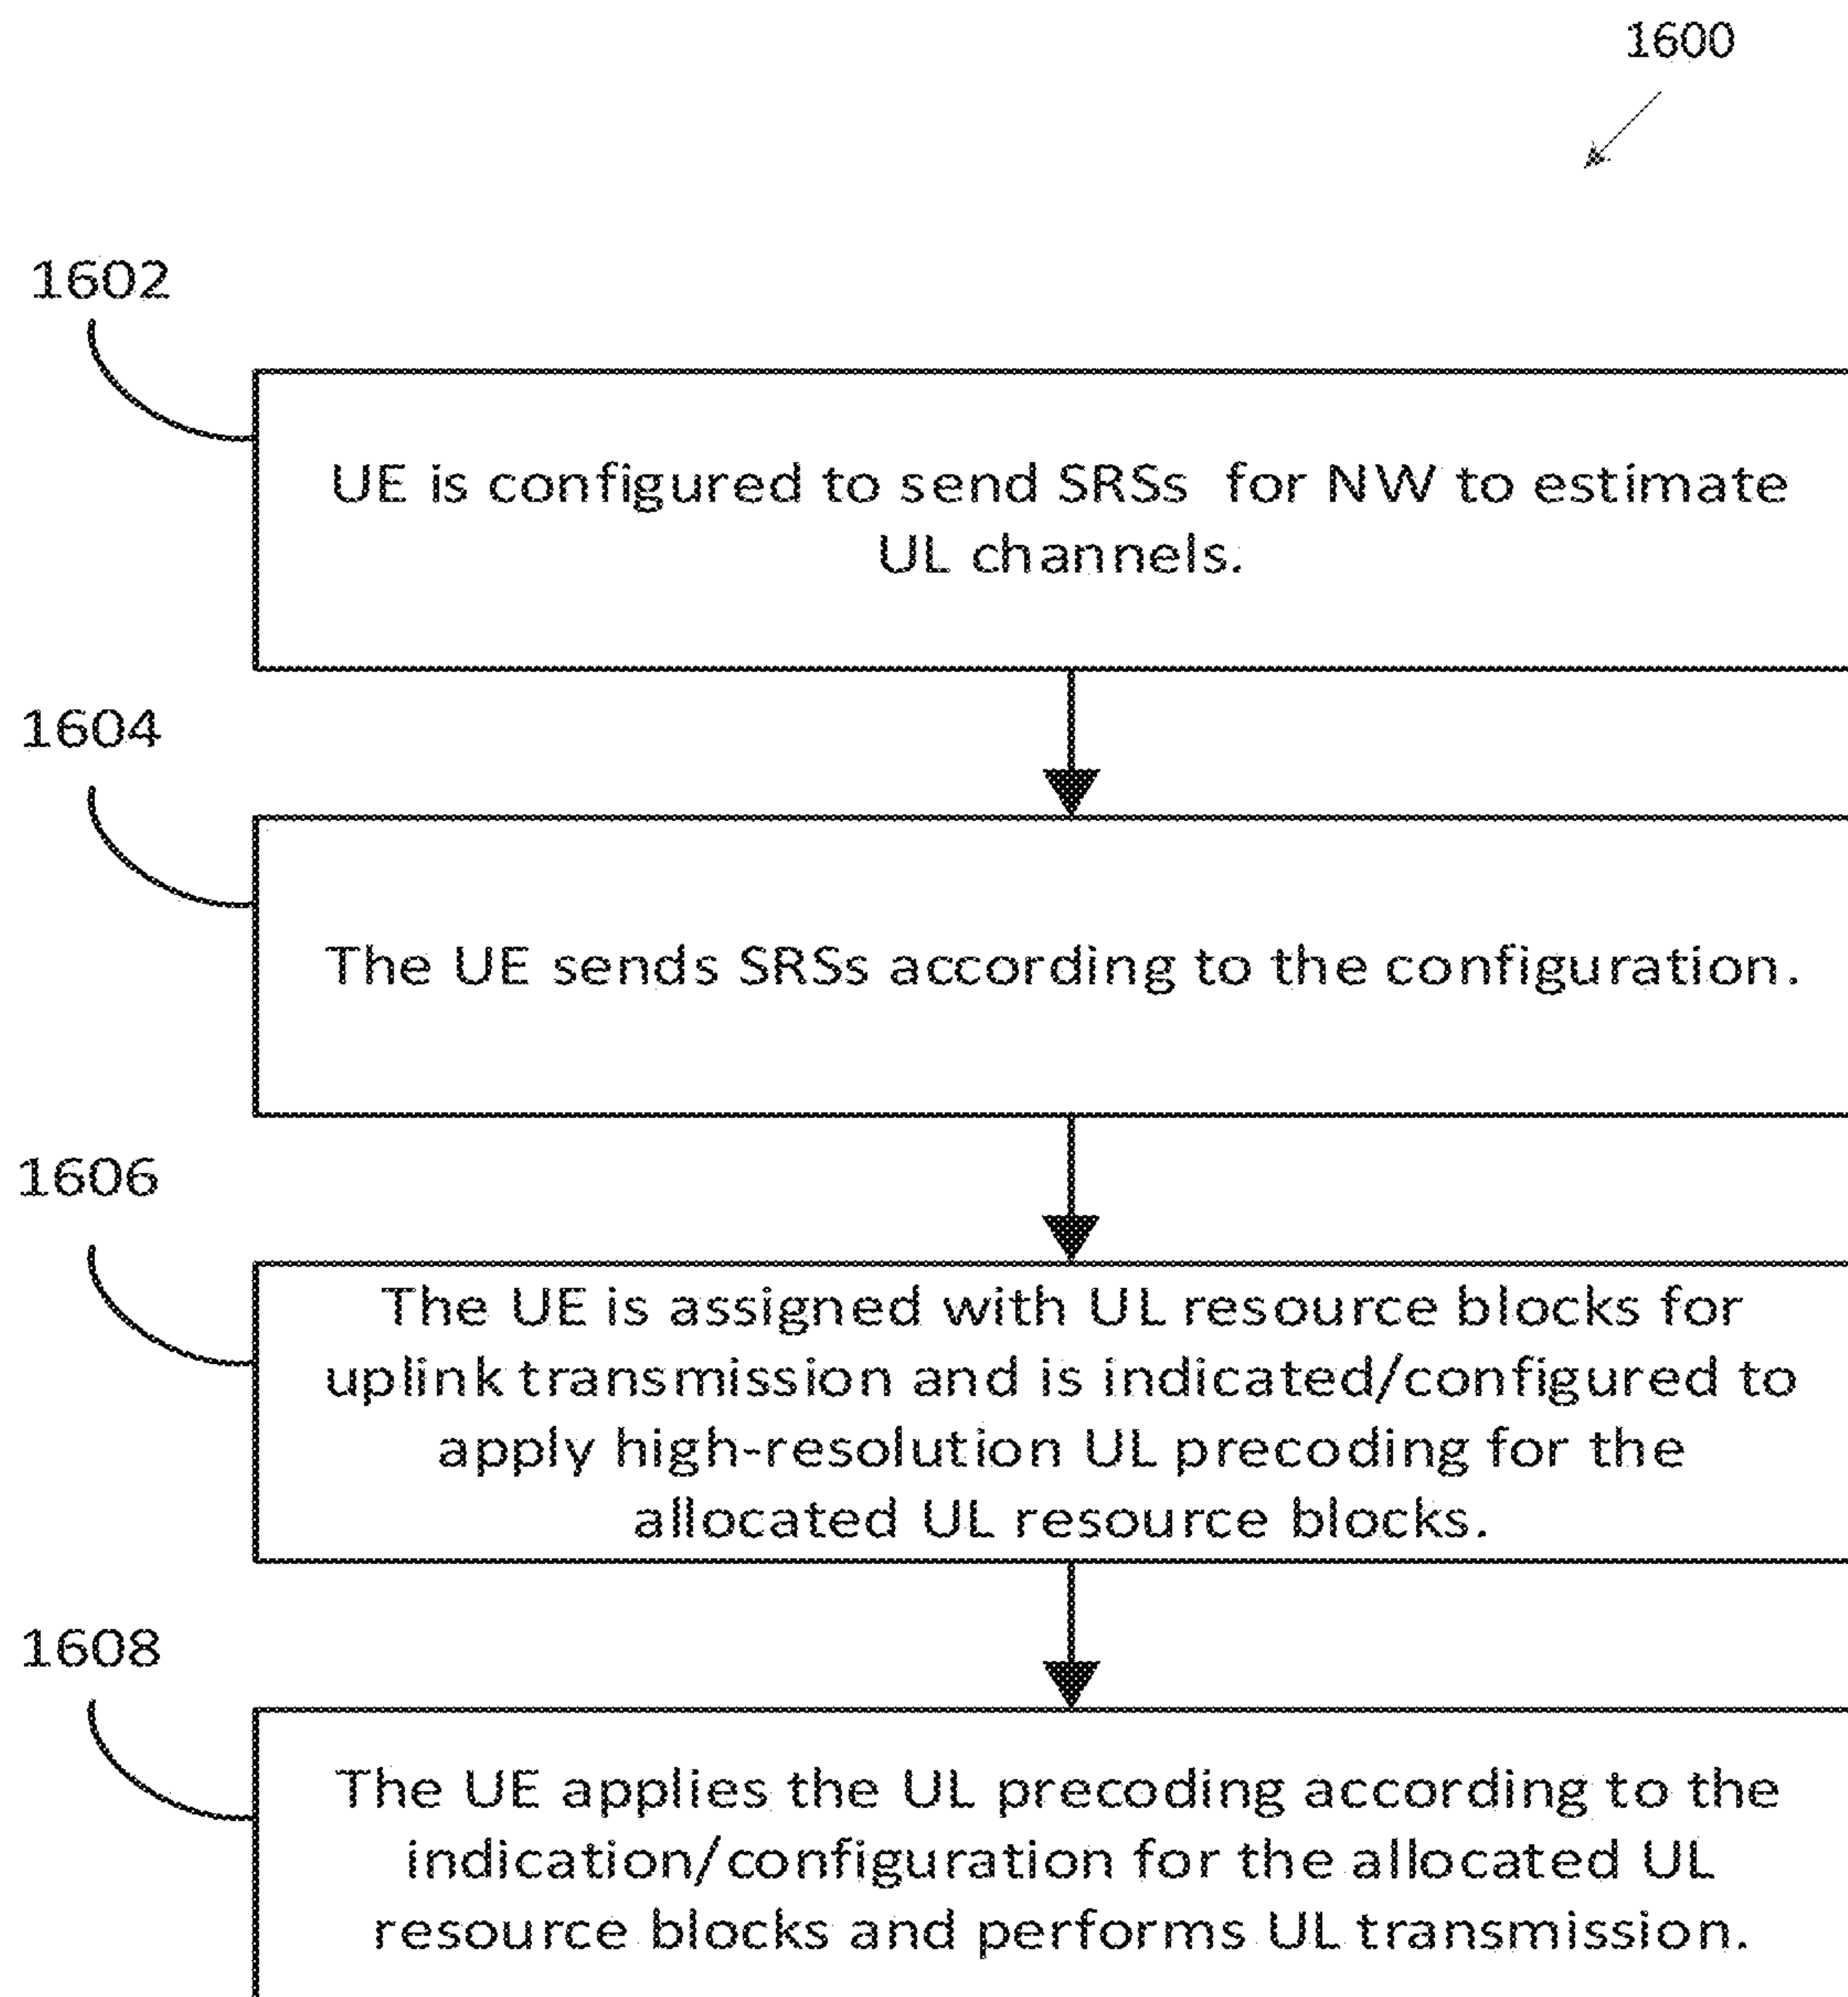 1600
1602
UE is configured to send SRSs for NW to estimate
UL channels.
1604
The UE sends SRSs according to the configuration.
1606
The UE is assigned with UL resource blocks for
uplink transmission and is indicated/configured to
apply high-resolution UL precoding for the
allocated UL resource blocks.
1608
The UE applies the UL precoding according to the
indication/configuration for the allocated UL
resource blocks and performs UL transmission.